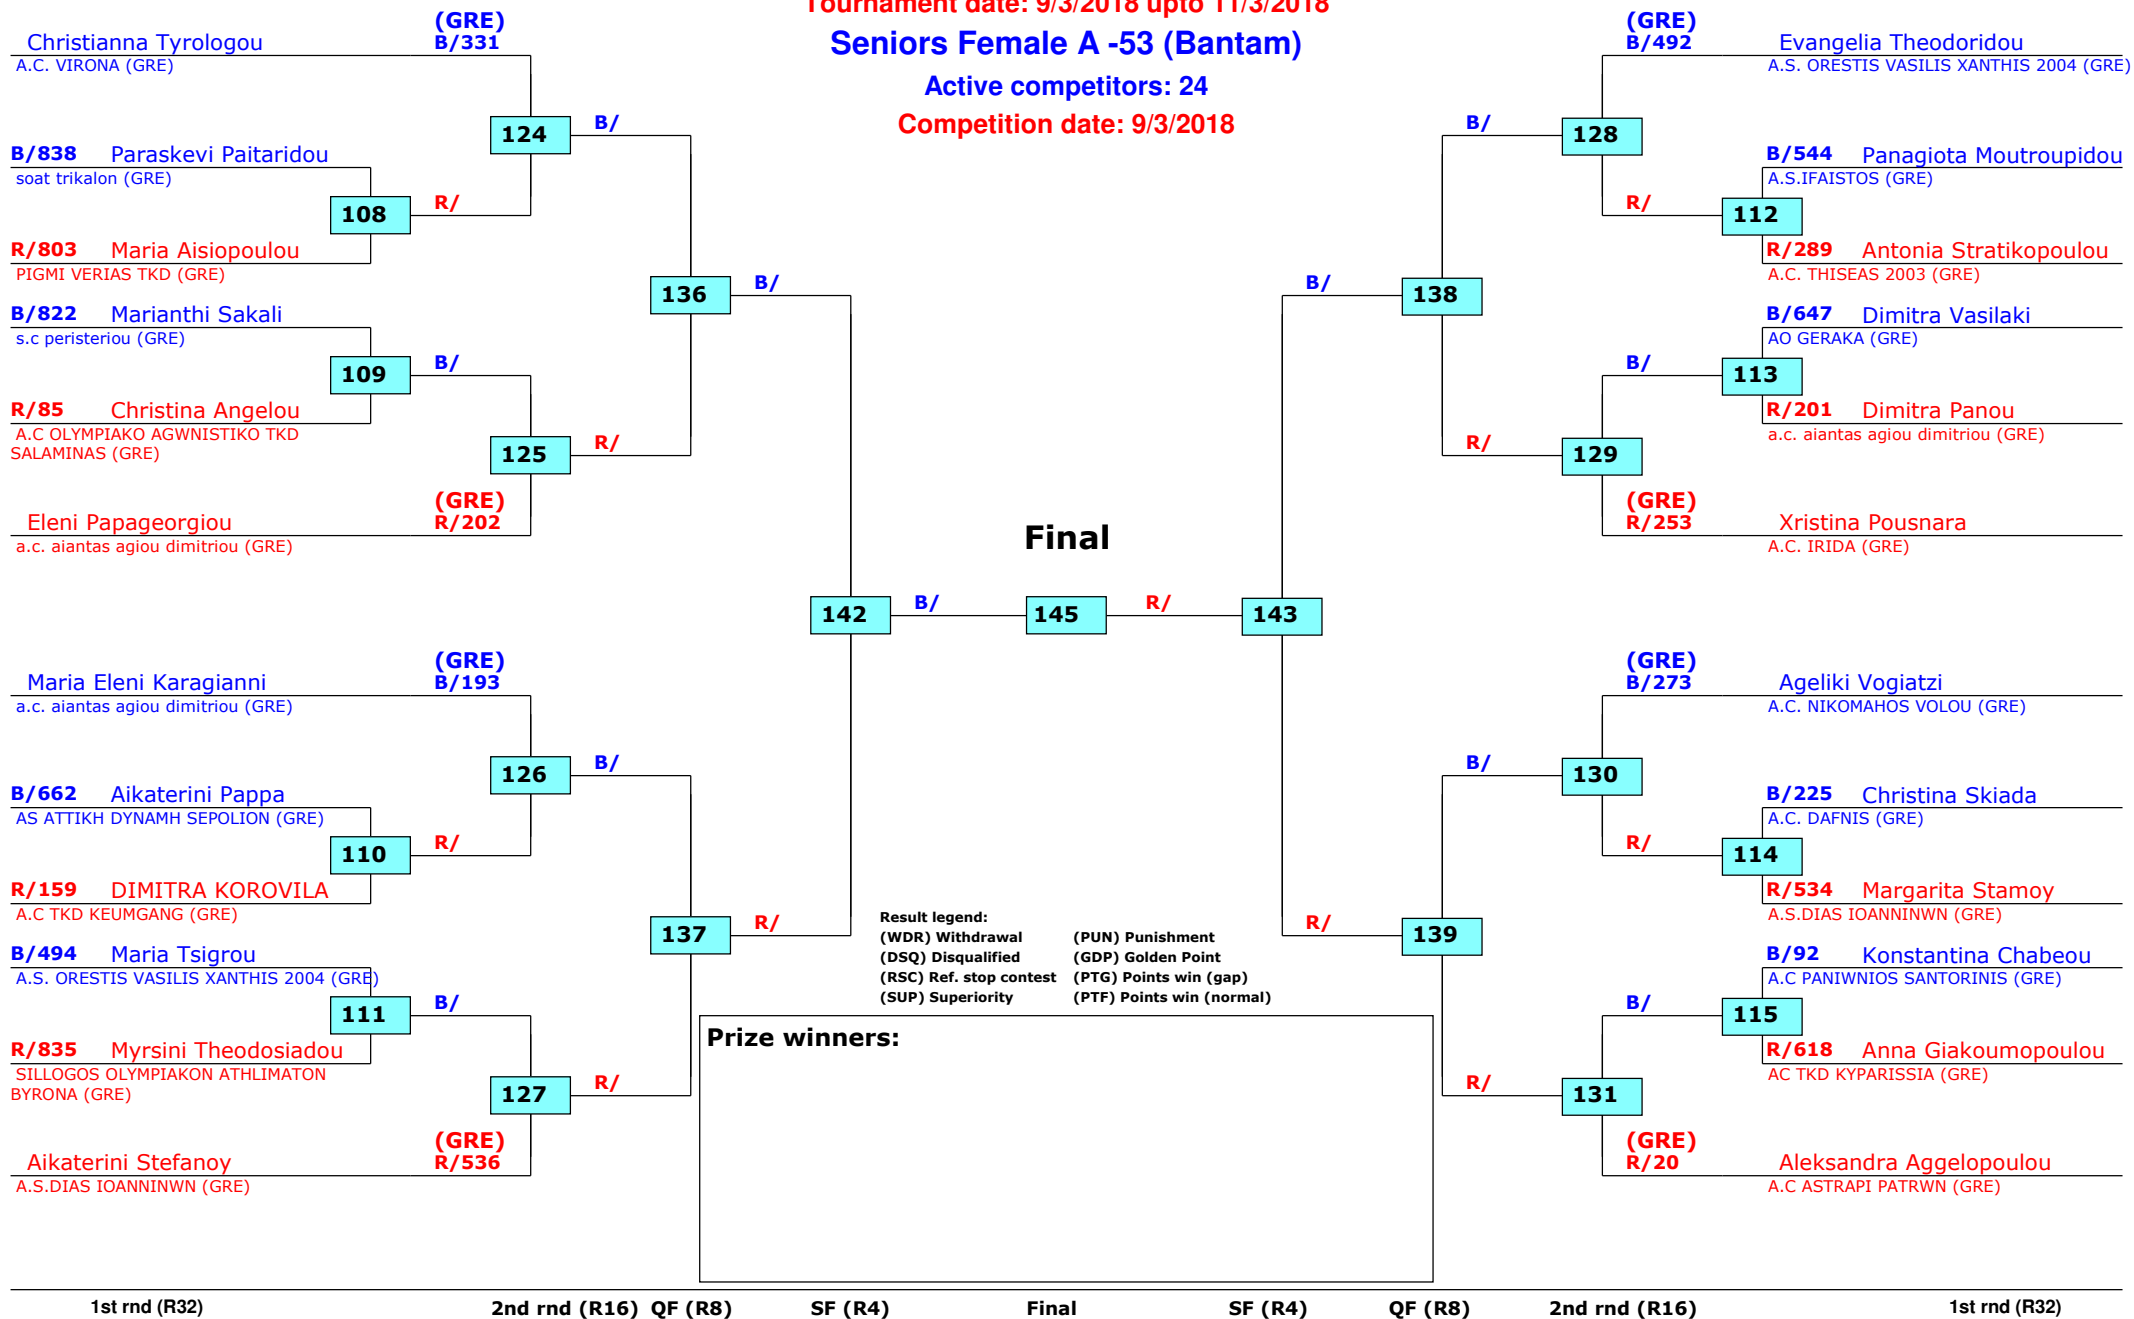 Tournament date: 9/3/2018 upto 11/3/2018
Seniors Female A -53 (Bantam)
Active competitors: 24
Competition date: 9/3/2018
(GRE)
Christianna Tyrologou B/331
A.C. VIRONA (GRE)
124 B/
B/838 Paraskevi Paitaridou
soat trikalon (GRE)
108 R/
R/803 Maria Aisiopoulou
PIGMI VERIAS TKD (GRE)
136 B/
B/822 Marianthi Sakali
s.c peristeriou (GRE)
109 B/
R/85 Christina Angelou
A.C OLYMPIAKO AGWNISTIKO TKD
SALAMINAS (GRE)
125 R/
(GRE)
Eleni Papageorgiou R/202
a.c. aiantas agiou dimitriou (GRE)
142 B/
(GRE)
Maria Eleni Karagianni B/193
a.c. aiantas agiou dimitriou (GRE)
126 B/
B/662 Aikaterini Pappa
AS ATTIKH DYNAMH SEPOLION (GRE)
110 R/
R/159 DIMITRA KOROVILA
A.C TKD KEUMGANG (GRE)
137 R/
B/494 Maria Tsigrou
A.S. ORESTIS VASILIS XANTHIS 2004 (GRE)
111 B/
R/835 Myrsini Theodosiadou
SILLOGOS OLYMPIAKON ATHLIMATON
BYRONA (GRE)
127 R/
(GRE)
Aikaterini Stefanoy R/536
A.S.DIAS IOANNINWN (GRE)
Final
145
(GRE)
B/492 Evangelia Theodoridou
A.S. ORESTIS VASILIS XANTHIS 2004 (GRE)
B/ 128
B/544 Panagiota Moutroupidou
A.S.IFAISTOS (GRE)
R/ 112
R/289 Antonia Stratikopoulou
A.C. THISEAS 2003 (GRE)
B/ 138
B/647 Dimitra Vasilaki
AO GERAKA (GRE)
B/ 113
R/201 Dimitra Panou
a.c. aiantas agiou dimitriou (GRE)
R/ 129
(GRE)
R/253 Xristina Pousnara
A.C. IRIDA (GRE)
R/ 143
(GRE)
B/273 Ageliki Vogiatzi
A.C. NIKOMAHOS VOLOU (GRE)
B/ 130
B/225 Christina Skiada
A.C. DAFNIS (GRE)
R/ 114
R/534 Margarita Stamoy
A.S.DIAS IOANNINWN (GRE)
R/ 139
B/92 Konstantina Chabeou
A.C PANIWNIOS SANTORINIS (GRE)
B/ 115
R/618 Anna Giakoumopoulou
AC TKD KYPARISSIA (GRE)
R/ 131
(GRE)
R/20 Aleksandra Aggelopoulou
A.C ASTRAPI PATRWN (GRE)
Result legend:
(WDR) Withdrawal (PUN) Punishment
(DSQ) Disqualified (GDP) Golden Point
(RSC) Ref. stop contest (PTG) Points win (gap)
(SUP) Superiority (PTF) Points win (normal)
Prize winners:
1st rnd (R32) 2nd rnd (R16) QF (R8) SF (R4) Final SF (R4) QF (R8) 2nd rnd (R16) 1st rnd (R32)